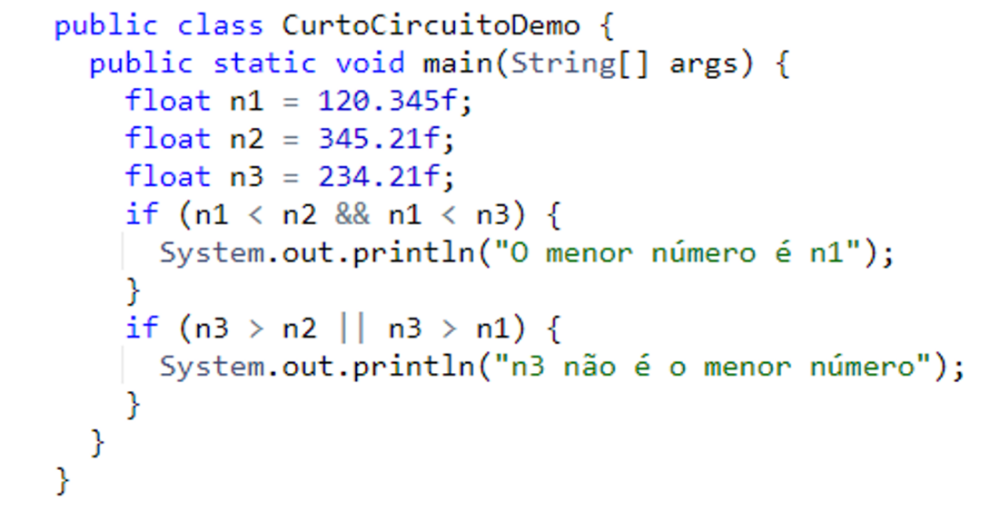 public class CurtoCircuitoDemo {
  public static void main(String[] args) {
    float n1 = 120.345f;
    float n2 = 345.21f;
    float n3 = 234.21f;
    if (n1 < n2 && n1 < n3) {
      System.out.println("O menor número é n1");
    }
    if (n3 > n2 || n3 > n1) {
      System.out.println("n3 não é o menor número");
    }
  }
}